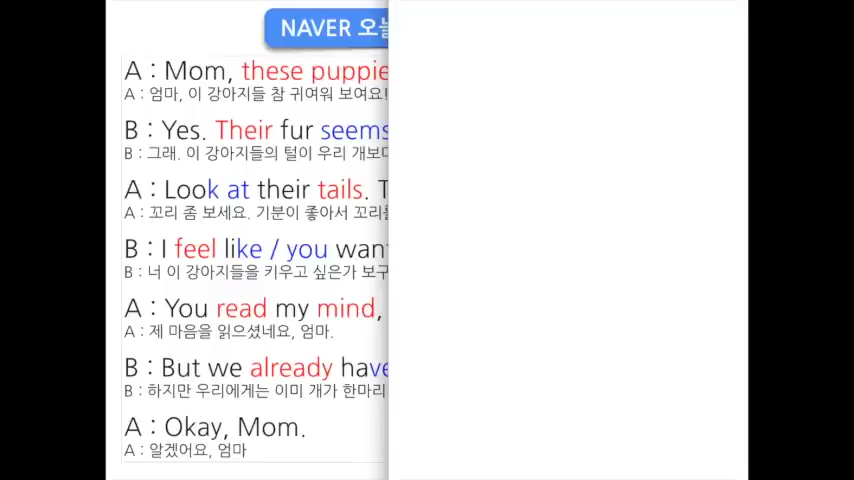 NAVER 오늘
A : Mom, these puppie
A : 엄마, 이 강아지들 참 귀여워 보여요!
B : Yes. Their fur seems
B : 그래. 이 강아지들의 털이 우리 개보다
A : Look at their tails. T
A : 꼬리 좀 보세요. 기분이 좋아서 꼬리를
B : I feel like / you want
B : 너 이 강아지들을 키우고 싶은가 보구
A : You read my mind,
A : 제 마음을 읽으셨네요, 엄마.
B : But we already have
B : 하지만 우리에게는 이미 개가 한마리
A : Okay, Mom.
A : 알겠어요, 엄마